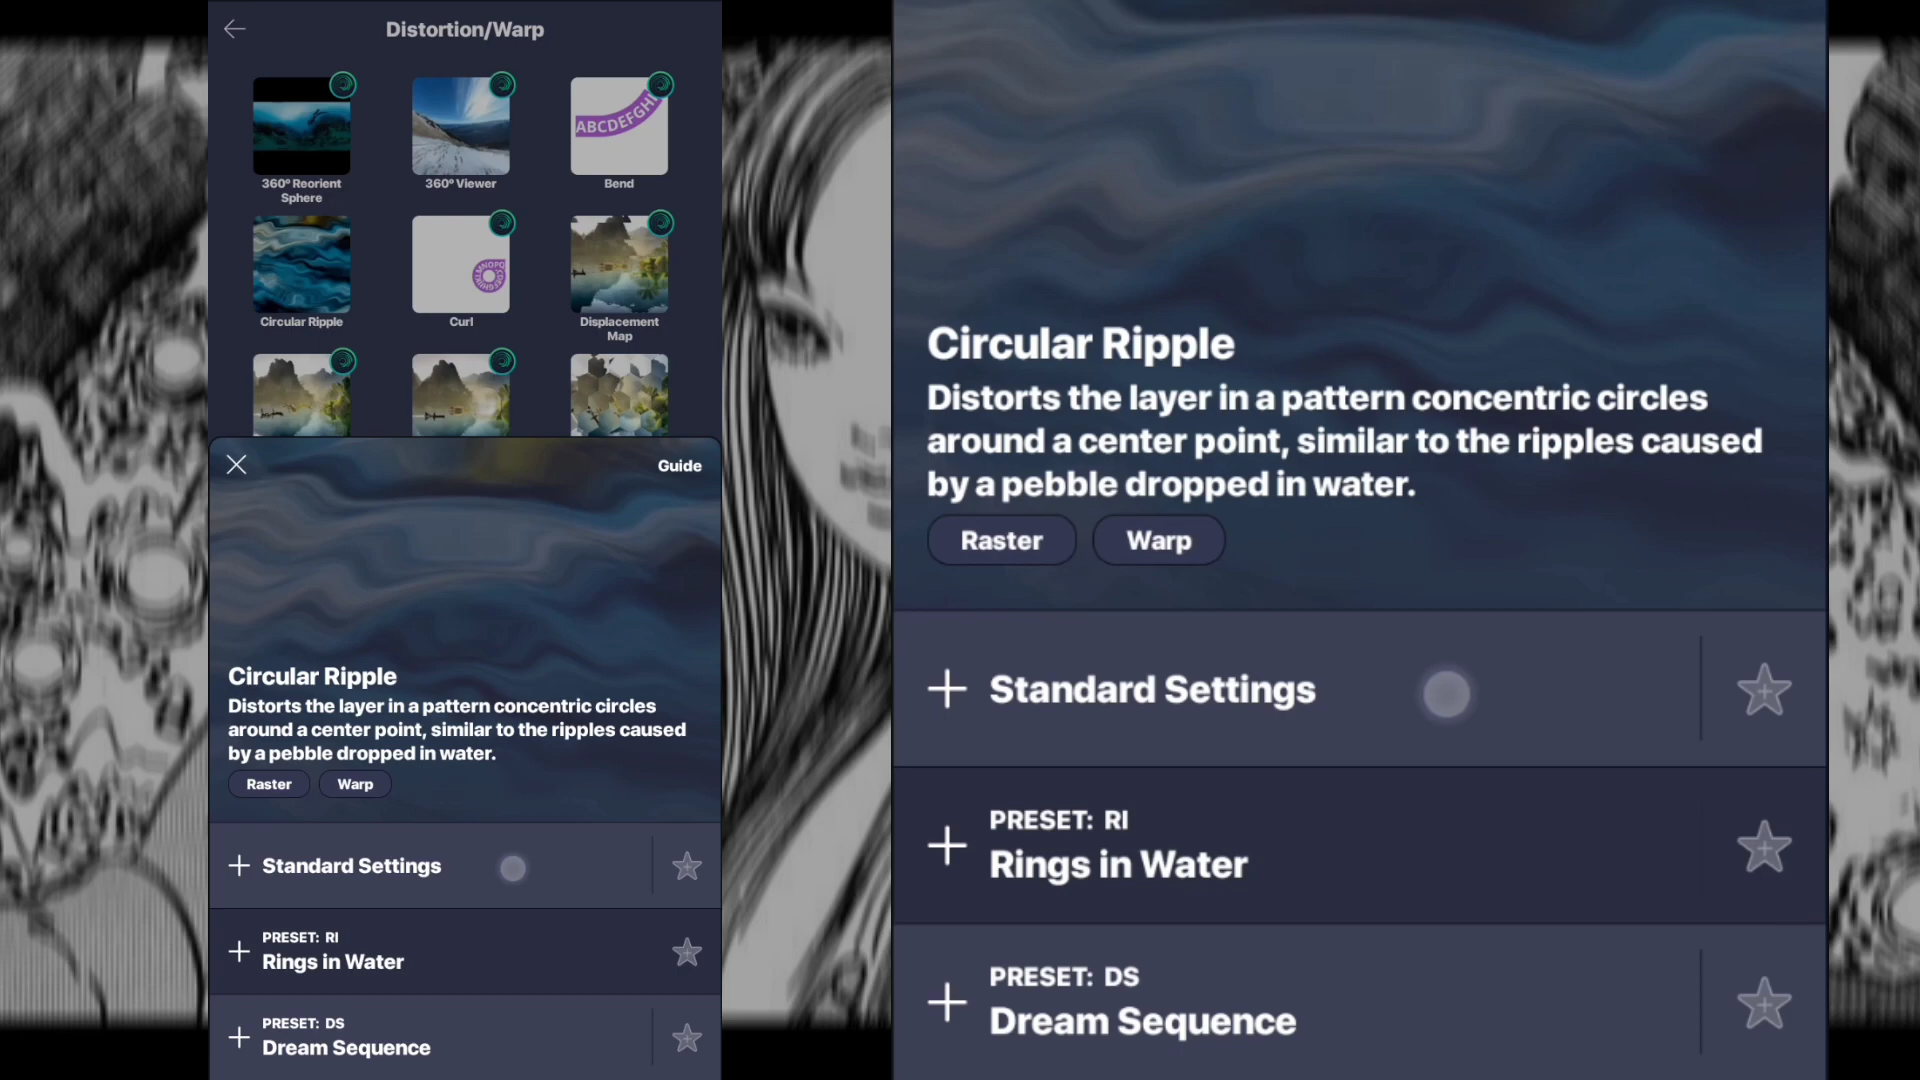 Distortion/Warp
360º Reorient
Sphere
360º Viewer
ABCDEFGHI
Bend
Circular Ripple
Curl
Displacement
Map
Guide
Circular Ripple
Distorts the layer in a pattern concentric circles
around a center point, similar to the ripples caused
by a pebble dropped in water.
Raster
Warp
Standard Settings
PRESET: RI
Rings in Water
PRESET: DS
Dream Sequence
Circular Ripple
Distorts the layer in a pattern concentric circles
around a center point, similar to the ripples caused
by a pebble dropped in water.
Raster
Warp
Standard Settings
PRESET: RI
Rings in Water
PRESET: DS
Dream Sequence